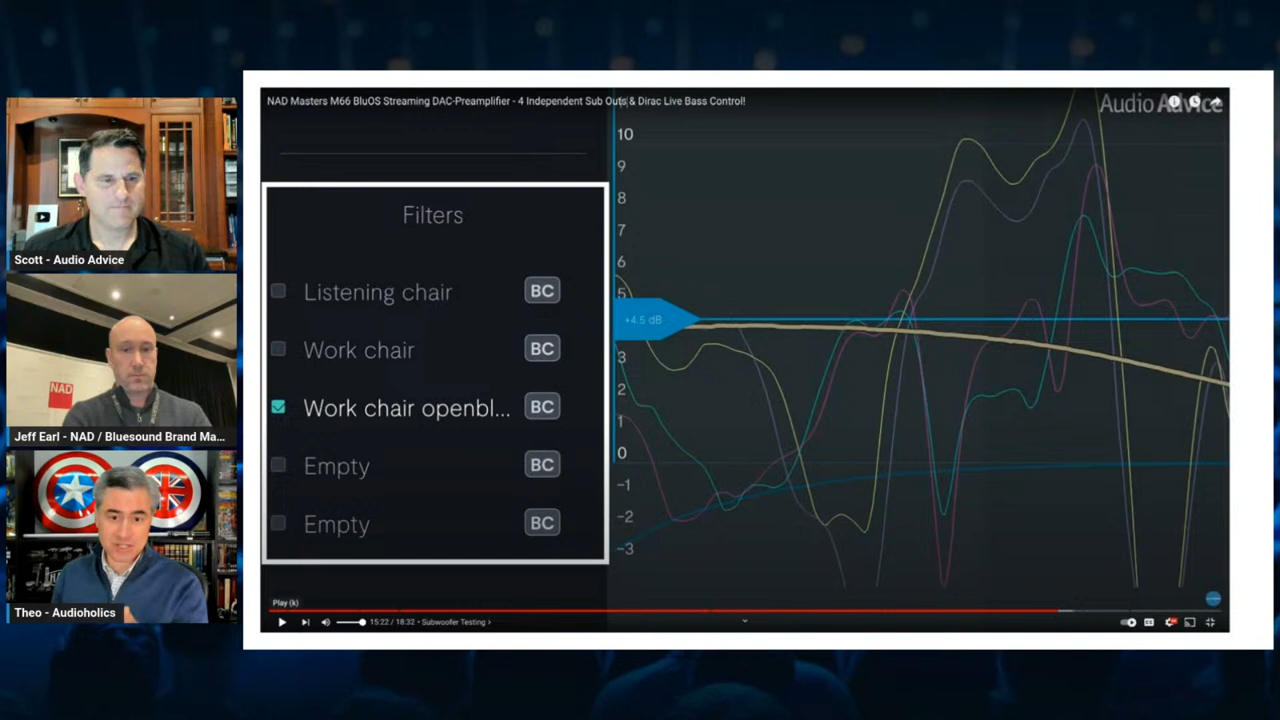 NAD Masters M66 BluOS Streaming DAC-Preamplifier - 4 Independent Sub Outs & Dirac Live Bass Control!
Audio Advice
Filters
Listening chair BC
Work chair BC
Work chair openbl... BC
Empty BC
Empty BC
10
9
8
7
6
5
+4.5 dB
3
2
1
0
-1
-2
-3
Play (k)
15:22 / 18:32 • Subwoofer Testing ›
Scott - Audio Advice
NAD
Jeff Earl - NAD / Bluesound Brand Ma...
Theo - Audioholics